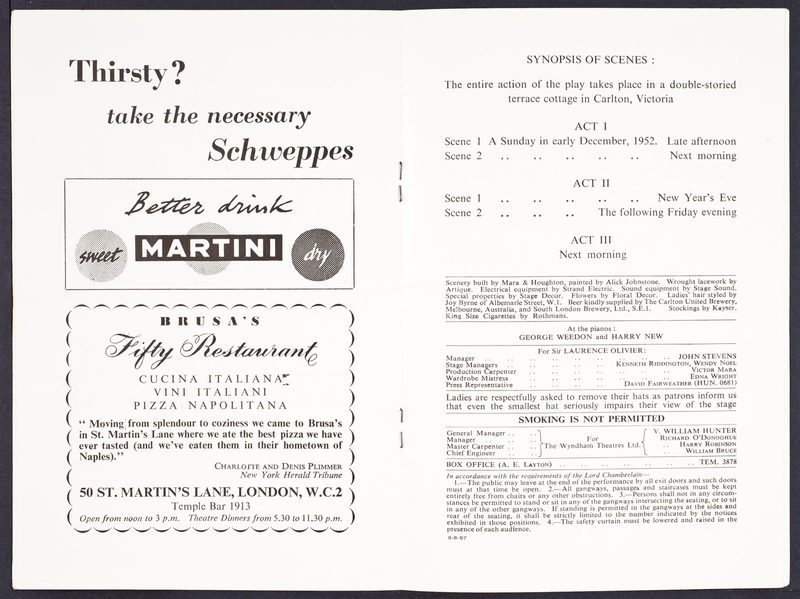 Thirsty?
take the necessary
Schweppes
Better drink
sweet MARTINI dry
BRUSA'S
Fifty Restaurant
CUCINA ITALIANA
VINI ITALIANI
PIZZA NAPOLITANA
“ Moving from splendour to coziness we came to Brusa's
in St. Martin's Lane where we ate the best pizza we have
ever tasted (and we've eaten them in their hometown of
Naples).”
CHARLOTTE AND DENIS PLIMMER
New York Herald Tribune
50 ST. MARTIN'S LANE, LONDON, W.C.2
Temple Bar 1913
Open from noon to 3 p.m. Theatre Dinners from 5.30 to 11.30 p.m.
SYNOPSIS OF SCENES :
The entire action of the play takes place in a double-storied
terrace cottage in Carlton, Victoria
ACT I
Scene 1 A Sunday in early December, 1952. Late afternoon
Scene 2 .. .. .. .. .. Next morning
ACT II
Scene 1 .. .. .. .. .. New Year's Eve
Scene 2 .. .. .. The following Friday evening
ACT III
Next morning
Scenery built by Mara & Houghton, painted by Alick Johnstone. Wrought lacework by
Artique. Electrical equipment by Strand Electric. Sound equipment by Stage Sound.
Special properties by Stage Decor. Flowers by Floral Decor. Ladies' hair styled by
Joy Byrne of Albemarle Street, W.1. Beer kindly supplied by The Carlton United Brewery,
Melbourne, Australia, and South London Brewery, Ltd., S.E.1. Stockings by Kayser.
King Size Cigarettes by Rothmans.
At the pianos :
GEORGE WEEDON and HARRY NEW
For Sir LAURENCE OLIVIER:
Manager .. .. .. .. .. .. .. JOHN STEVENS
Stage Managers .. .. .. .. KENNETH RIDDINGTON, WENDY NOEL
Production Carpenter .. .. .. .. .. VICTOR MARA
Wardrobe Mistress .. .. .. .. .. EDNA WRIGHT
Press Representative .. .. .. DAVID FAIRWEATHER (HUN. 0681)
Ladies are respectfully asked to remove their hats as patrons inform us
that even the smallest hat seriously impairs their view of the stage
SMOKING IS NOT PERMITTED
General Manager .. .. V. WILLIAM HUNTER
Manager .. .. .. For RICHARD O'DONOGHUE
Master Carpenter .. .. The Wyndham Theatres Ltd. HARRY ROBINSON
Chief Engineer .. .. WILLIAM BRUCE
BOX OFFICE (A. E. LAYTON) .. .. .. .. .. TEM. 3878
In accordance with the requirements of the Lord Chamberlain—
1.—The public may leave at the end of the performance by all exit doors and such doors
must at that time be open. 2.—All gangways, passages and staircases must be kept
entirely free from chairs or any other obstructions. 3.—Persons shall not in any circum-
stances be permitted to stand or sit in any of the gangways intersecting the seating, or to sit
in any of the other gangways. If standing is permitted in the gangways at the sides and
rear of the seating, it shall be strictly limited to the number indicated by the notices
exhibited in those positions. 4.—The safety curtain must be lowered and raised in the
presence of each audience.
5-8-57